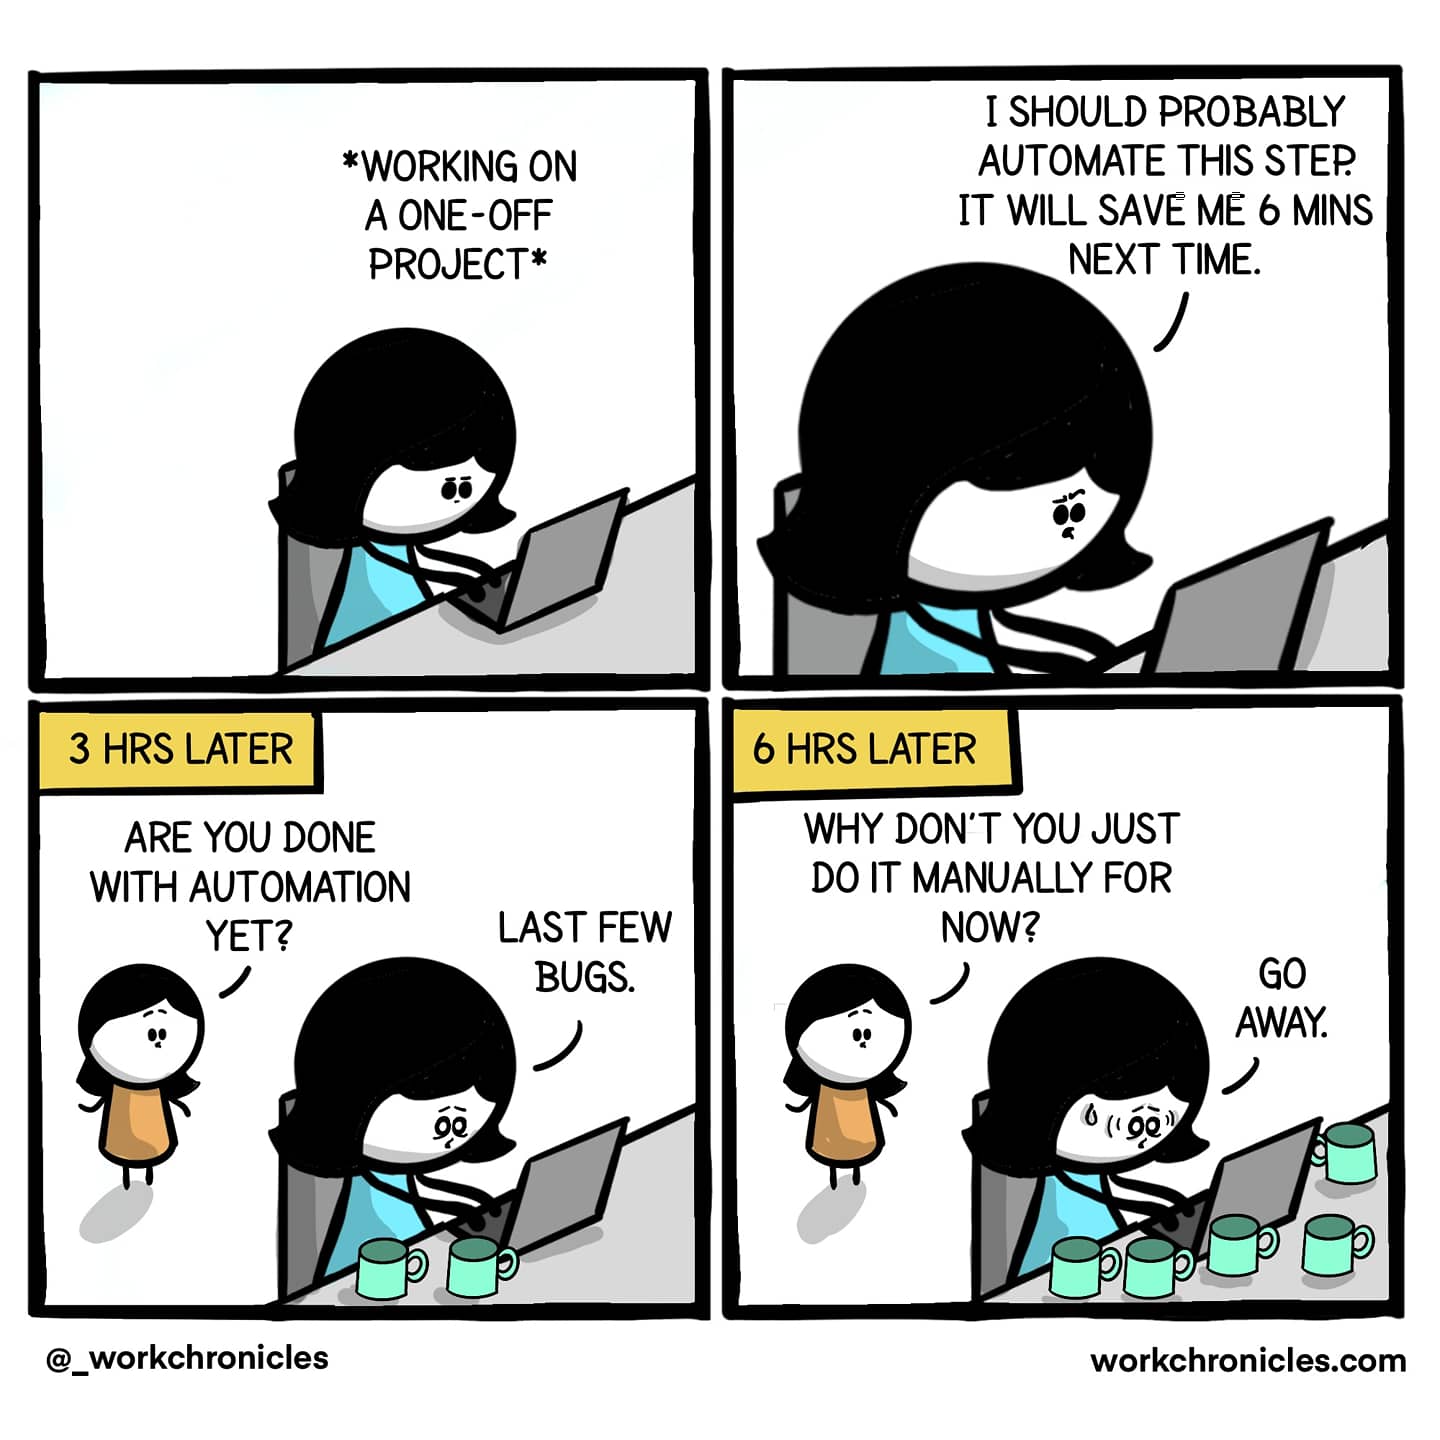 *WORKING ON
A ONE-OFF
PROJECT*
I SHOULD PROBABLY
AUTOMATE THIS STEP.
IT WILL SAVE ME 6 MINS
NEXT TIME.
3 HRS LATER
ARE YOU DONE
WITH AUTOMATION
YET?
LAST FEW
BUGS.
6 HRS LATER
WHY DON'T YOU JUST
DO IT MANUALLY FOR
NOW?
GO
AWAY.
@_workchronicles
workchronicles.com